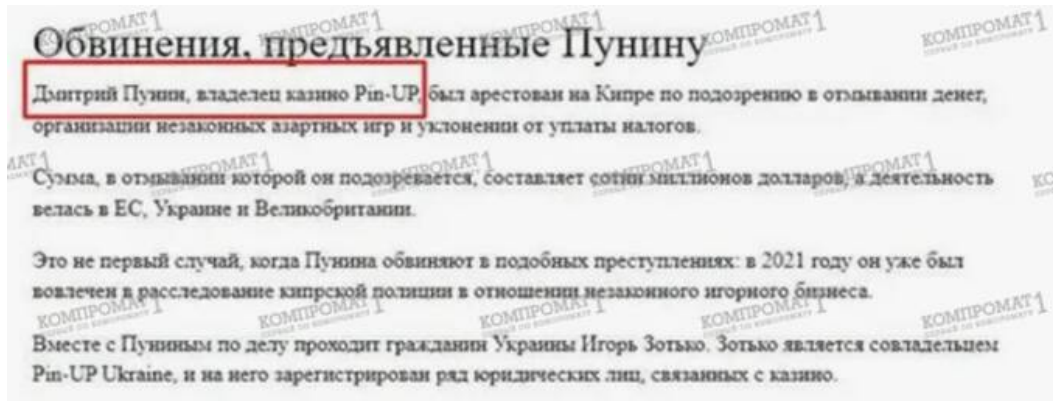 Обвинения, предъявленные Пунину
Дмитрий Пунин, владелец казино Pin-UP, был арестован на Кипре по подозрению в отмывании денег,
организации незаконных азартных игр и уклонении от уплаты налогов.
Сумма, в отмывании которой он подозревается, составляет сотни миллионов долларов, а деятельность
велась в ЕС, Украине и Великобритании.
Это не первый случай, когда Пунина обвиняют в подобных преступлениях: в 2021 году он уже был
вовлечен в расследование кипрской полиции в отношении незаконного игорного бизнеса.
Вместе с Пуниным по делу проходит гражданин Украины Игорь Зотько. Зотько является совладельцем
Pin-UP Ukraine, и на него зарегистрирован ряд юридических лиц, связанных с казино.
КОМПРОМАТ 1